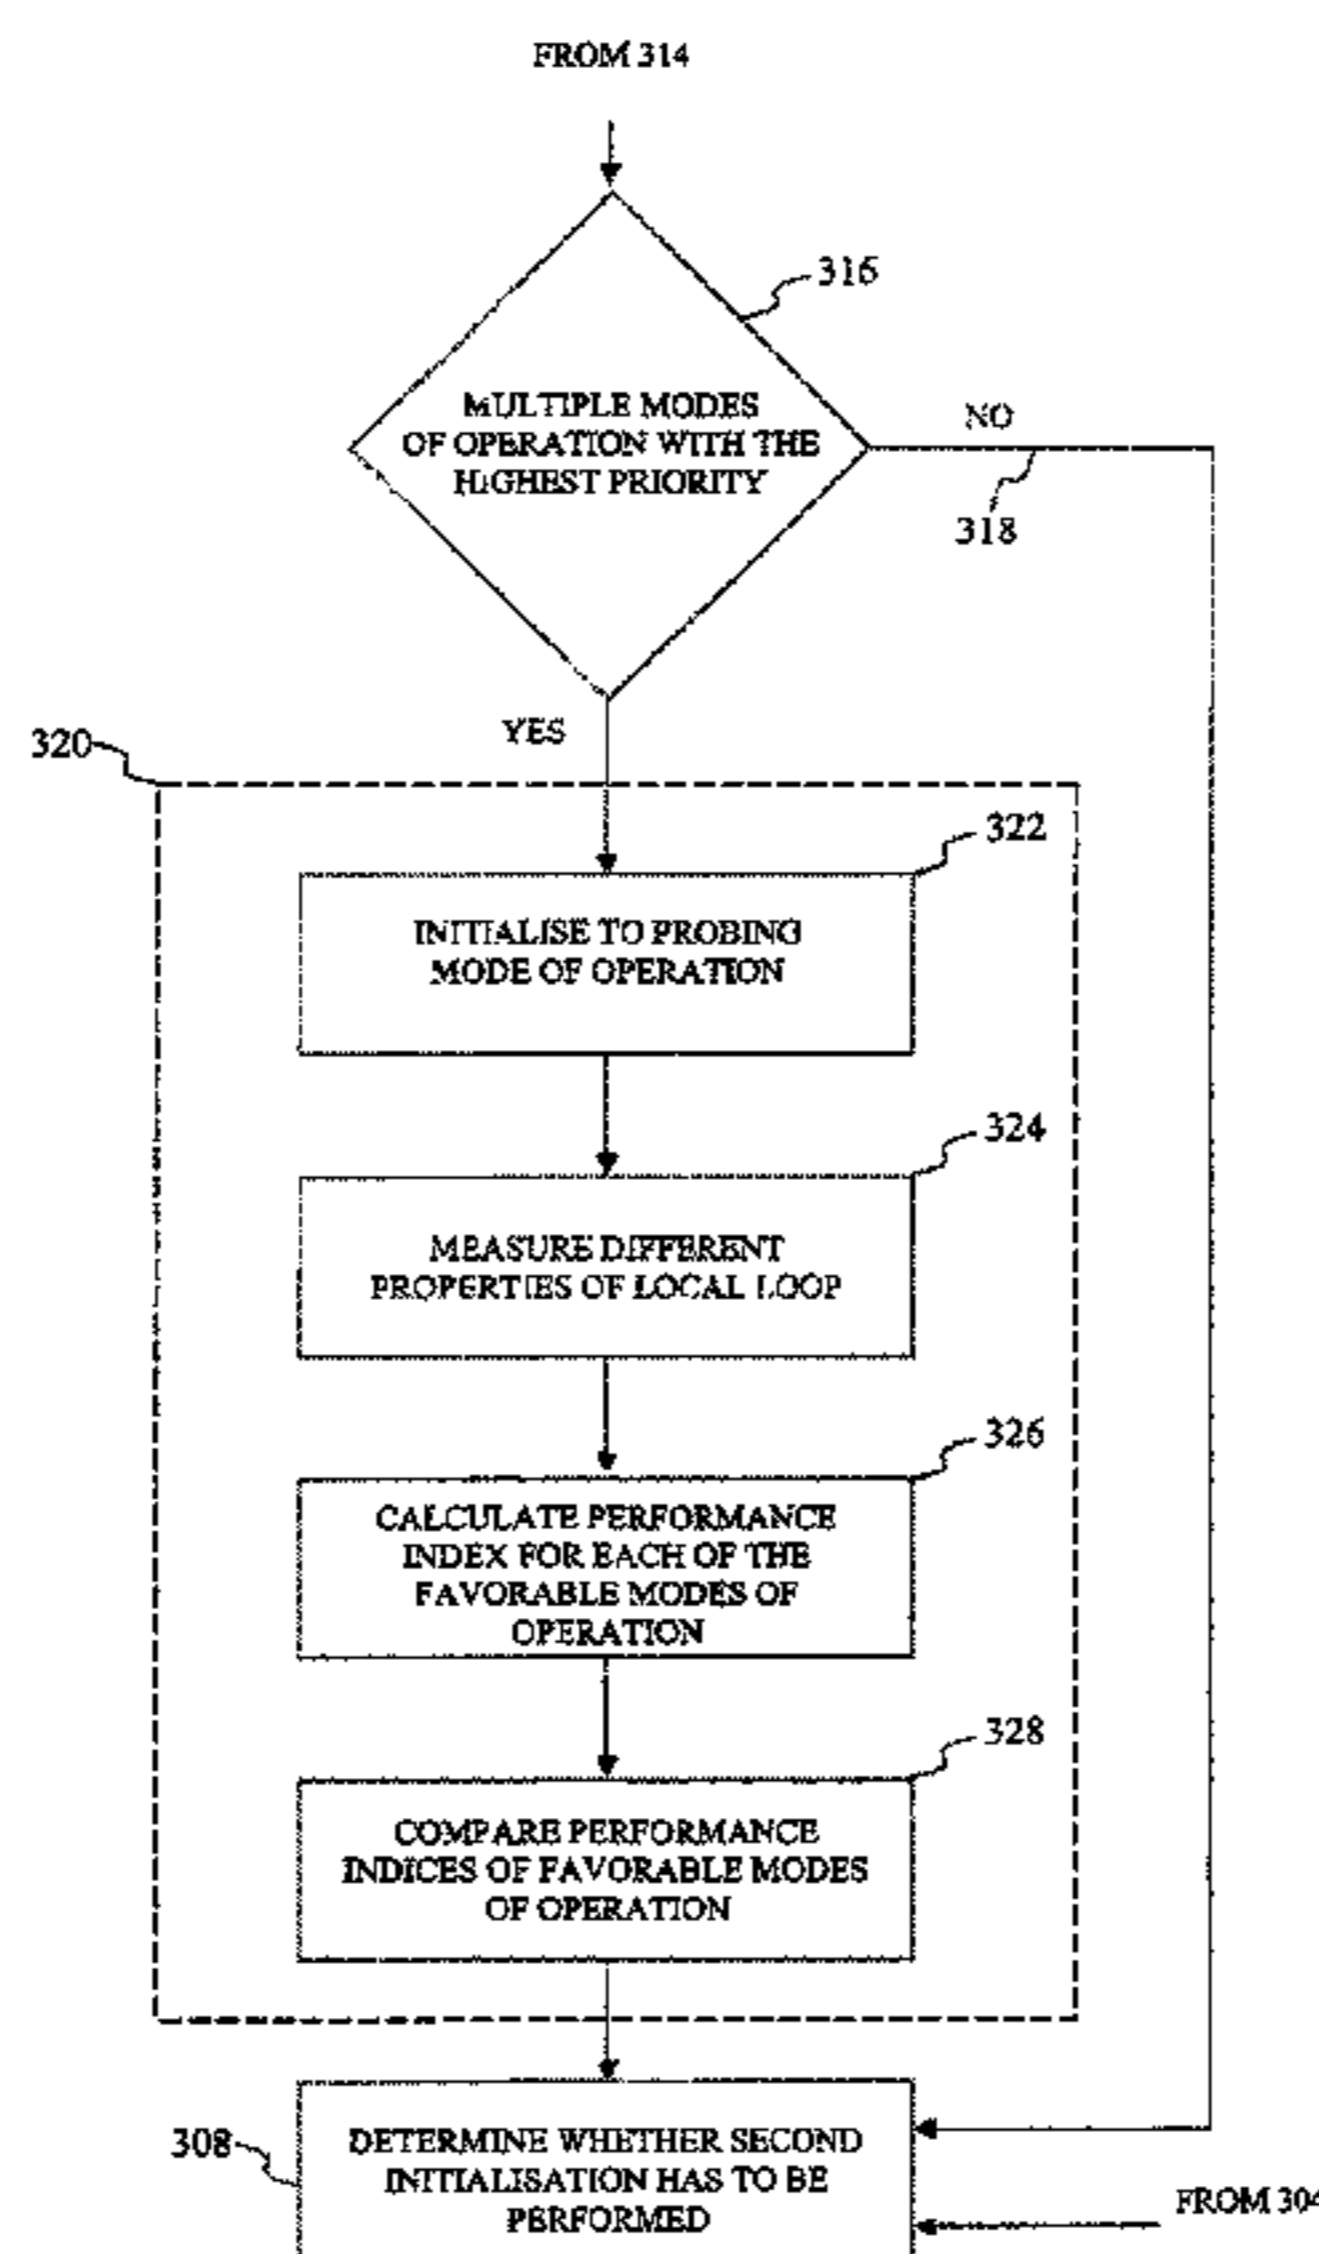 FROM 314
316
MULTIPLE MODES
OF OPERATION WITH THE
HIGHEST PRIORITY
NO
318
YES
320
322
INITIALISE TO PROBING
MODE OF OPERATION
324
MEASURE DIFFERENT
PROPERTIES OF LOCAL LOOP
326
CALCULATE PERFORMANCE
INDEX FOR EACH OF THE
FAVORABLE MODES OF
OPERATION
328
COMPARE PERFORMANCE
INDICES OF FAVORABLE MODES
OF OPERATION
308
DETERMINE WHETHER SECOND
INITIALISATION HAS TO BE
PERFORMED
FROM 304